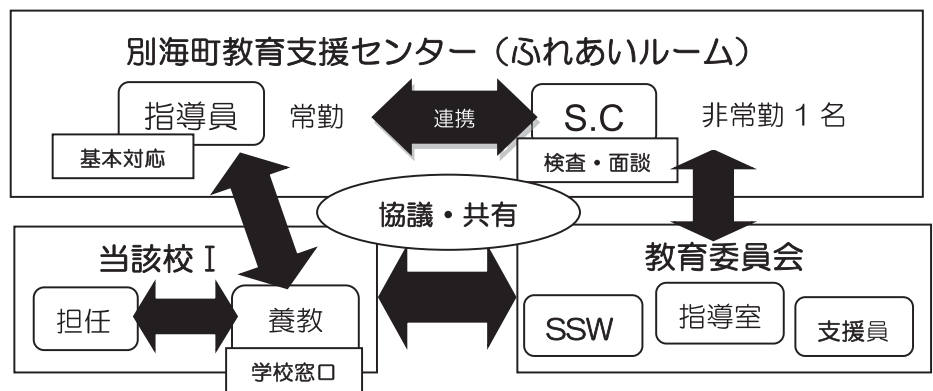 別海町教育支援センター（ふれあいルーム）
指導員 常勤 連携 S.C 非常勤 1 名
基本対応 検査・面談
協議・共有
当該校Ⅰ 教育委員会
担任 養教 SSW 指導室 支援員
学校窓口